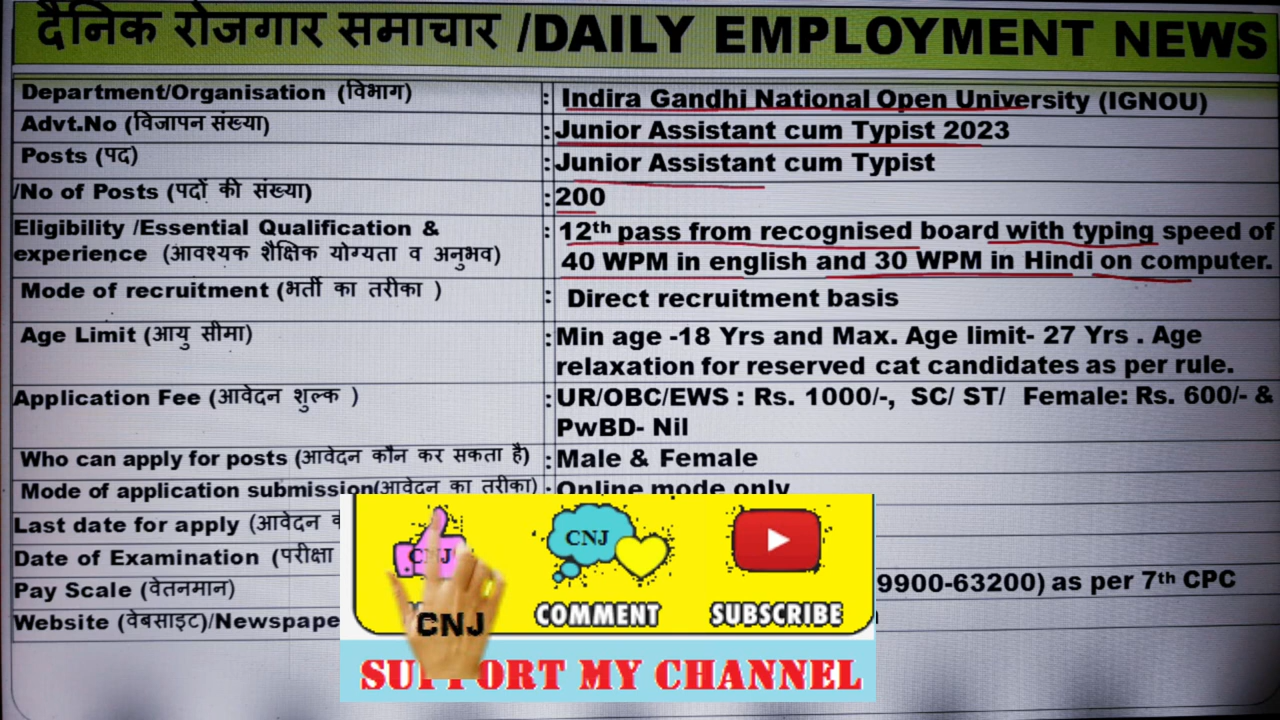 दैनिक रोजगार समाचार /DAILY EMPLOYMENT NEWS
Department/Organisation (विभाग) : Indira Gandhi National Open University (IGNOU)
Advt.No (विज्ञापन संख्या) : Junior Assistant cum Typist 2023
Posts (पद) : Junior Assistant cum Typist
/No of Posts (पदों की संख्या) : 200
Eligibility /Essential Qualification & : 12th pass from recognised board with typing speed of
experience (आवश्यक शैक्षिक योग्यता व अनुभव) 40 WPM in english and 30 WPM in Hindi on computer.
Mode of recruitment (भर्ती का तरीका ) : Direct recruitment basis
Age Limit (आयु सीमा) : Min age -18 Yrs and Max. Age limit- 27 Yrs . Age
relaxation for reserved cat candidates as per rule.
Application Fee (आवेदन शुल्क ) : UR/OBC/EWS : Rs. 1000/-, SC/ ST/ Female: Rs. 600/- &
PwBD- Nil
Who can apply for posts (आवेदन कौन कर सकता है) : Male & Female
Mode of application submission(आवेदन का तरीका) : Online mode only
Last date for apply (आवेदन
Date of Examination (परीक्षा
Pay Scale (वेतनमान) 9900-63200) as per 7th CPC
Website (वेबसाइट)/Newspape
CNJ CNJ
CNJ COMMENT SUBSCRIBE
SUPPORT MY CHANNEL